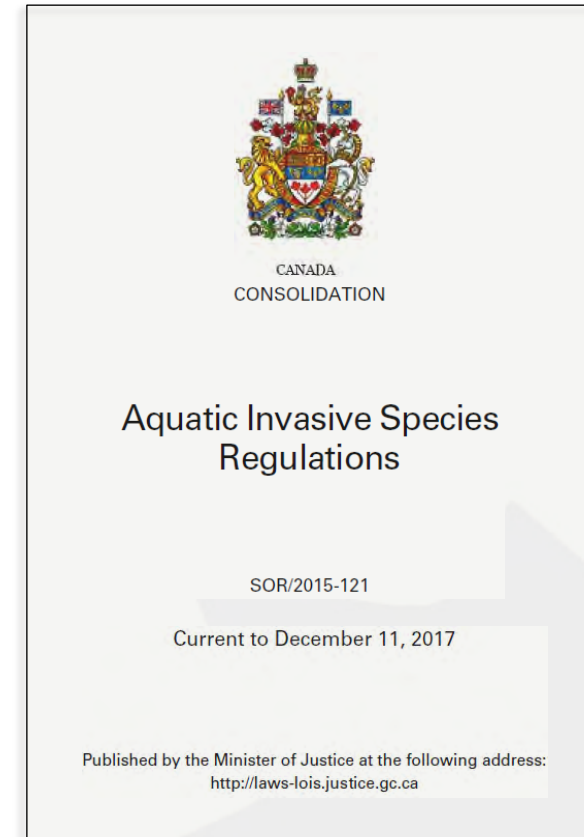 CANADA
CONSOLIDATION
Aquatic Invasive Species
Regulations
SOR/2015-121
Current to December 11, 2017
Published by the Minister of Justice at the following address:
http://laws-lois.justice.gc.ca